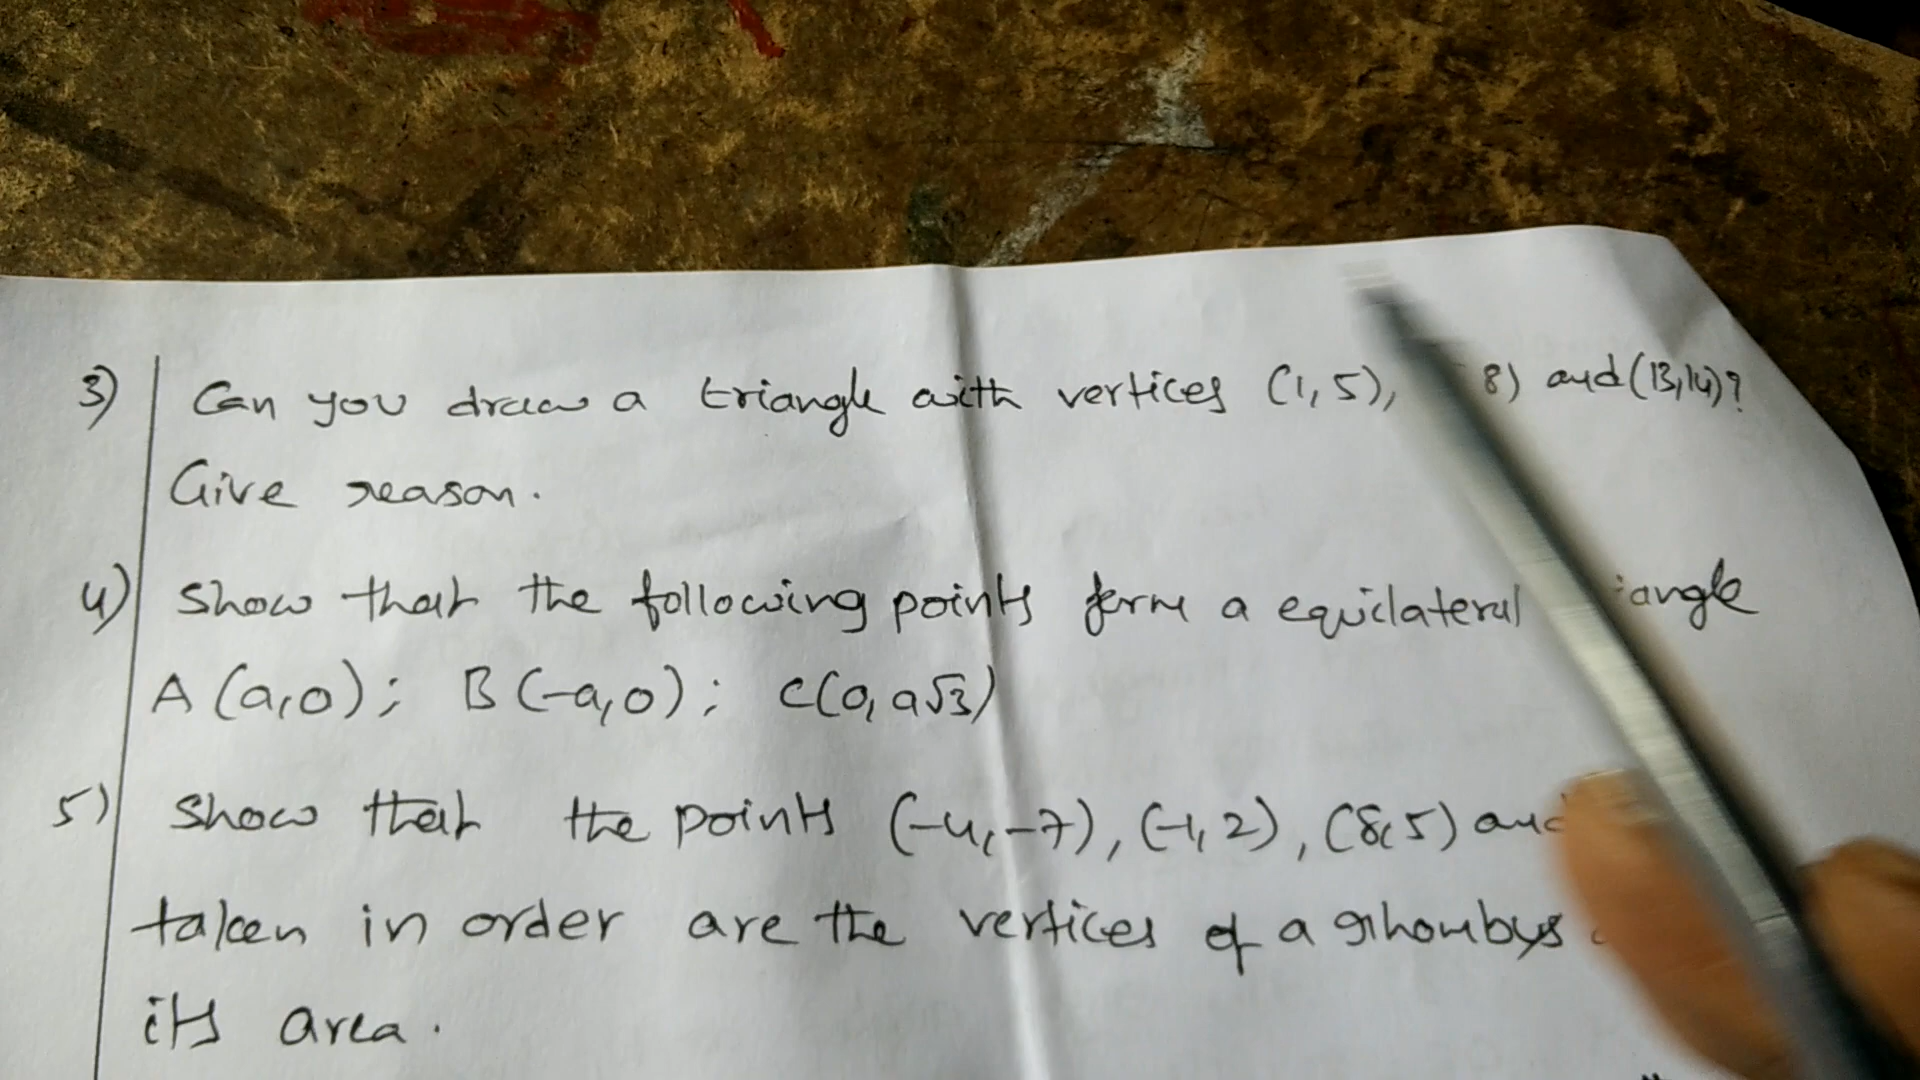 3) Can you draw a triangle with vertices (1,5), 8) and (13,14)?
Give reason.
4) Show that the following points form a equilateral
A (a,0); B (-a,0); C(0, a√3)
5) Show that the points (-4,-7), (-1,2), (8,5) and
taken in order are the vertices of a rhombus
its area.